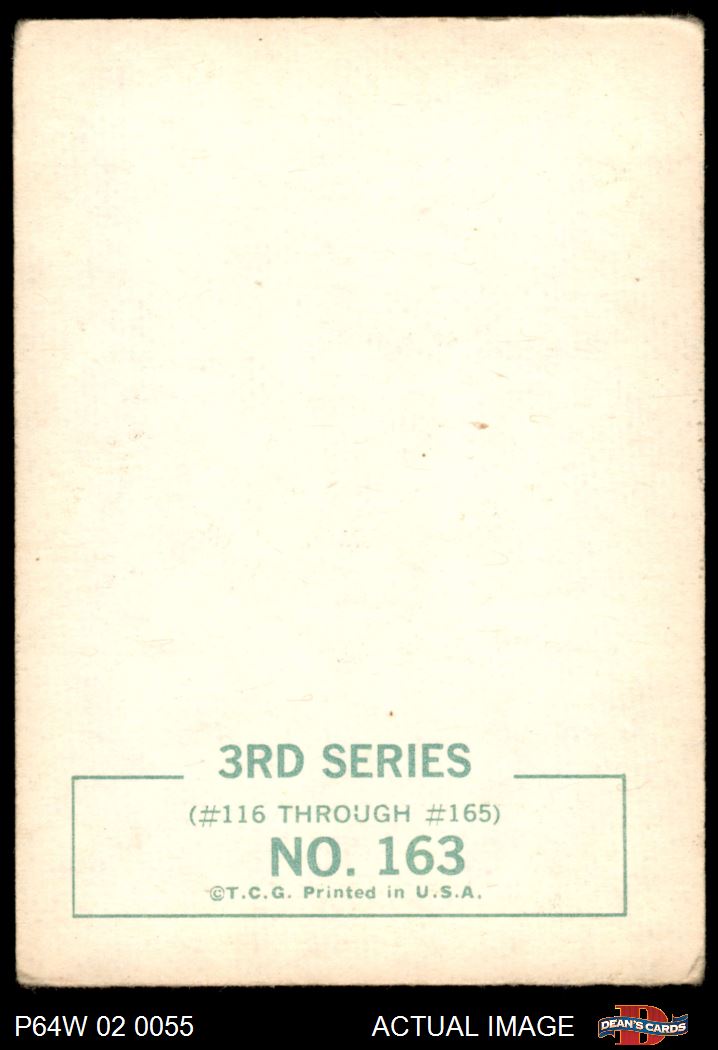 3RD SERIES
(#116 THROUGH #165)
NO. 163
©T.C.G. Printed in U.S.A.
P64W 02 0055
ACTUAL IMAGE
DEAN'S CARDS